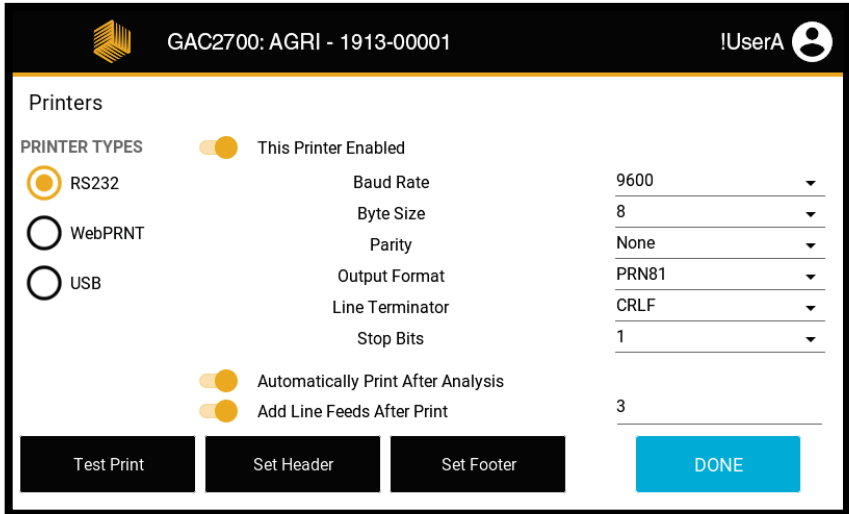 GAC2700: AGRI - 1913-00001 !UserA
Printers
PRINTER TYPES This Printer Enabled
RS232 Baud Rate 9600
Byte Size 8
WebPRNT Parity None
Output Format PRN81
USB Line Terminator CRLF
Stop Bits 1
Automatically Print After Analysis
Add Line Feeds After Print 3
Test Print Set Header Set Footer DONE